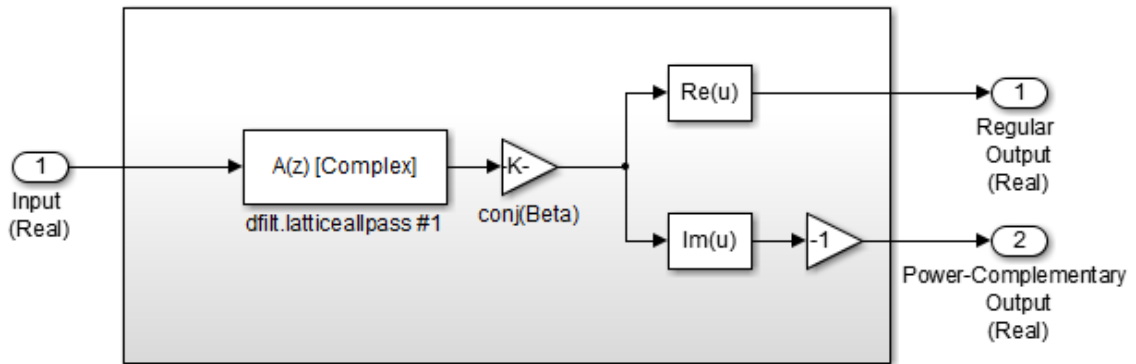 1
Input
(Real)
A(z) [Complex]
dfilt.latticeallpass #1
-K-
conj(Beta)
Re(u)
1
Regular
Output
(Real)
Im(u)
-1
2
Power-Complementary
Output
(Real)